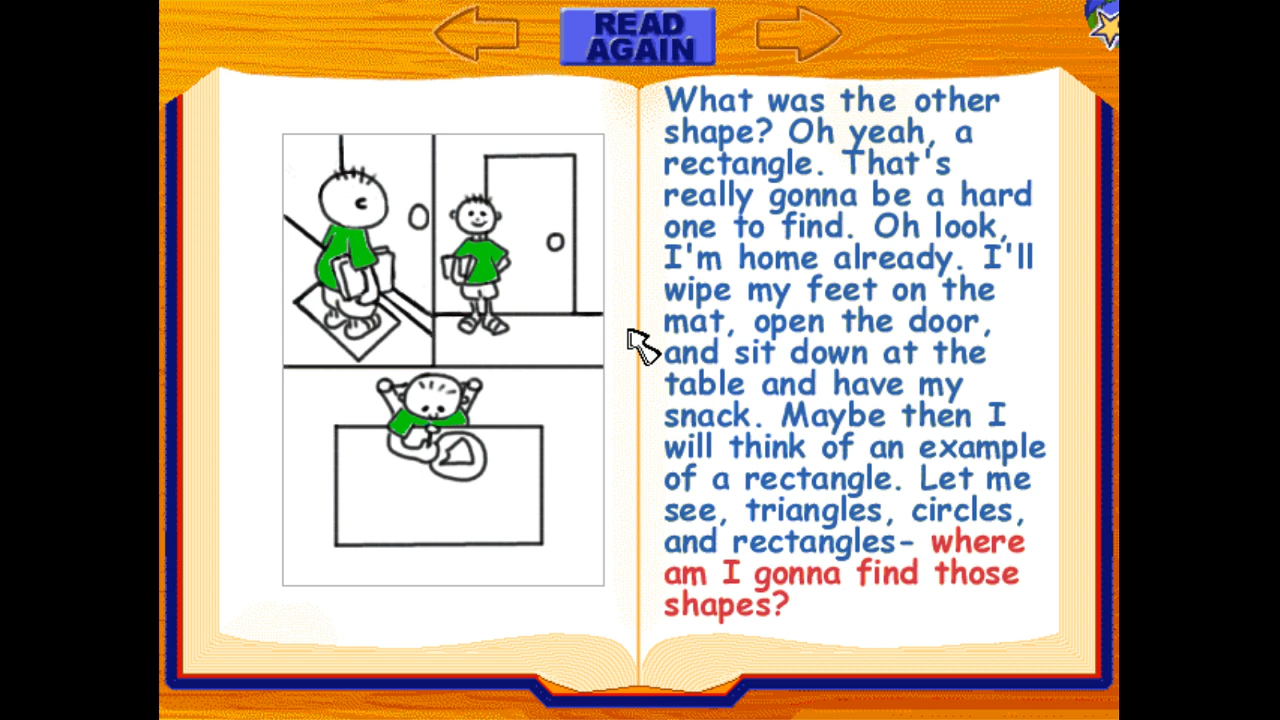 READ
AGAIN
What was the other
shape? Oh yeah, a
rectangle. That's
really gonna be a hard
one to find. Oh look,
I'm home already. I'll
wipe my feet on the
mat, open the door,
and sit down at the
table and have my
snack. Maybe then I
will think of an example
of a rectangle. Let me
see, triangles, circles,
and rectangles- where
am I gonna find those
shapes?